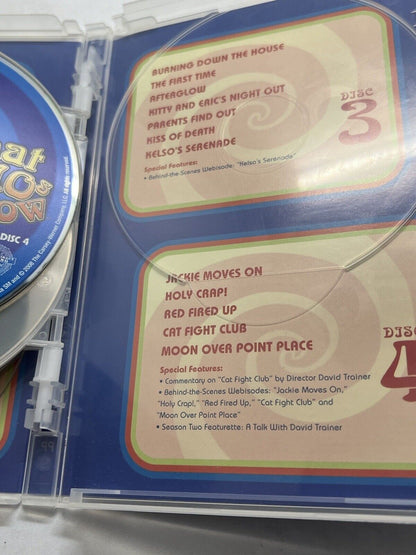 BURNING DOWN THE HOUSE
THE FIRST TIME
AFTERGLOW
KITTY AND ERIC'S NIGHT OUT
PARENTS FIND OUT
KISS OF DEATH
KELSO'S SERENADE
DISC
3
Special Features:
• Behind-the-Scenes Webisode: "Kelso's Serenade"
DISC 4
JACKIE MOVES ON
HOLY CRAP!
RED FIRED UP
CAT FIGHT CLUB
MOON OVER POINT PLACE
DISC
4
Special Features:
• Commentary on "Cat Fight Club" by Director David Trainer
• Behind-the-Scenes Webisodes: "Jackie Moves On,"
"Holy Crap!," "Red Fired Up," "Cat Fight Club" and
"Moon Over Point Place"
• Season Two Featurette: A Talk With David Trainer